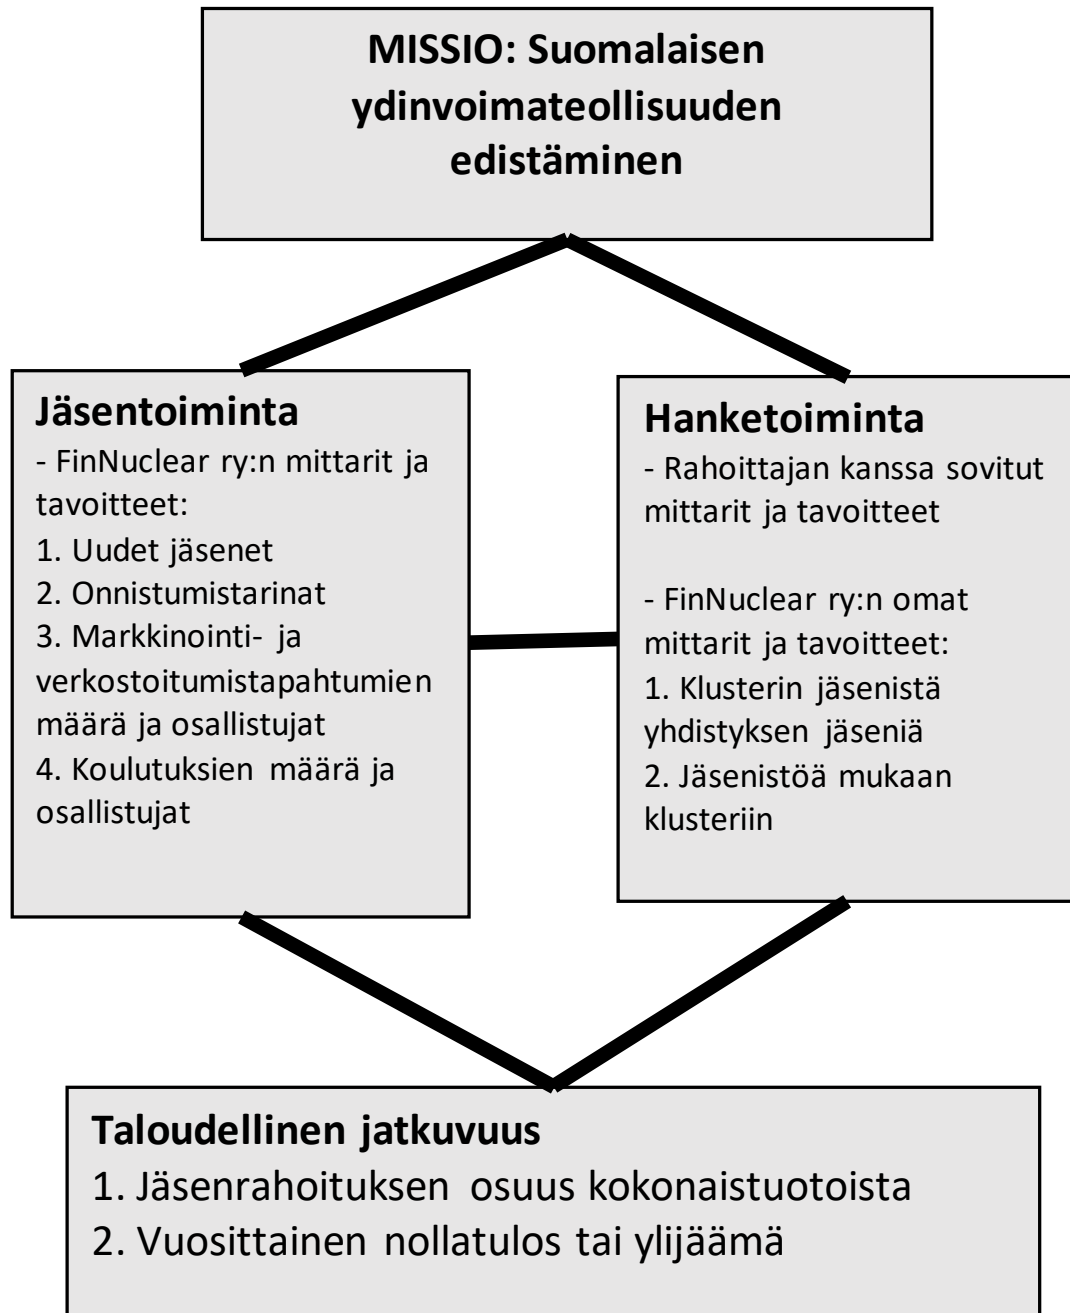 MISSIO: Suomalaisen
ydinvoimateollisuuden
edistäminen
Jäsentoiminta
- FinNuclear ry:n mittarit ja
tavoitteet:
1. Uudet jäsenet
2. Onnistumistarinat
3. Markkinointi- ja
verkostoitumistapahtumien
määrä ja osallistujat
4. Koulutuksien määrä ja
osallistujat
Hanketoiminta
- Rahoittajan kanssa sovitut
mittarit ja tavoitteet
- FinNuclear ry:n omat
mittarit ja tavoitteet:
1. Klusterin jäsenistä
yhdistyksen jäseniä
2. Jäsenistöä mukaan
klusteriin
Taloudellinen jatkuvuus
1. Jäsenrahoituksen osuus kokonaistuotoista
2. Vuosittainen nollatulos tai ylijäämä